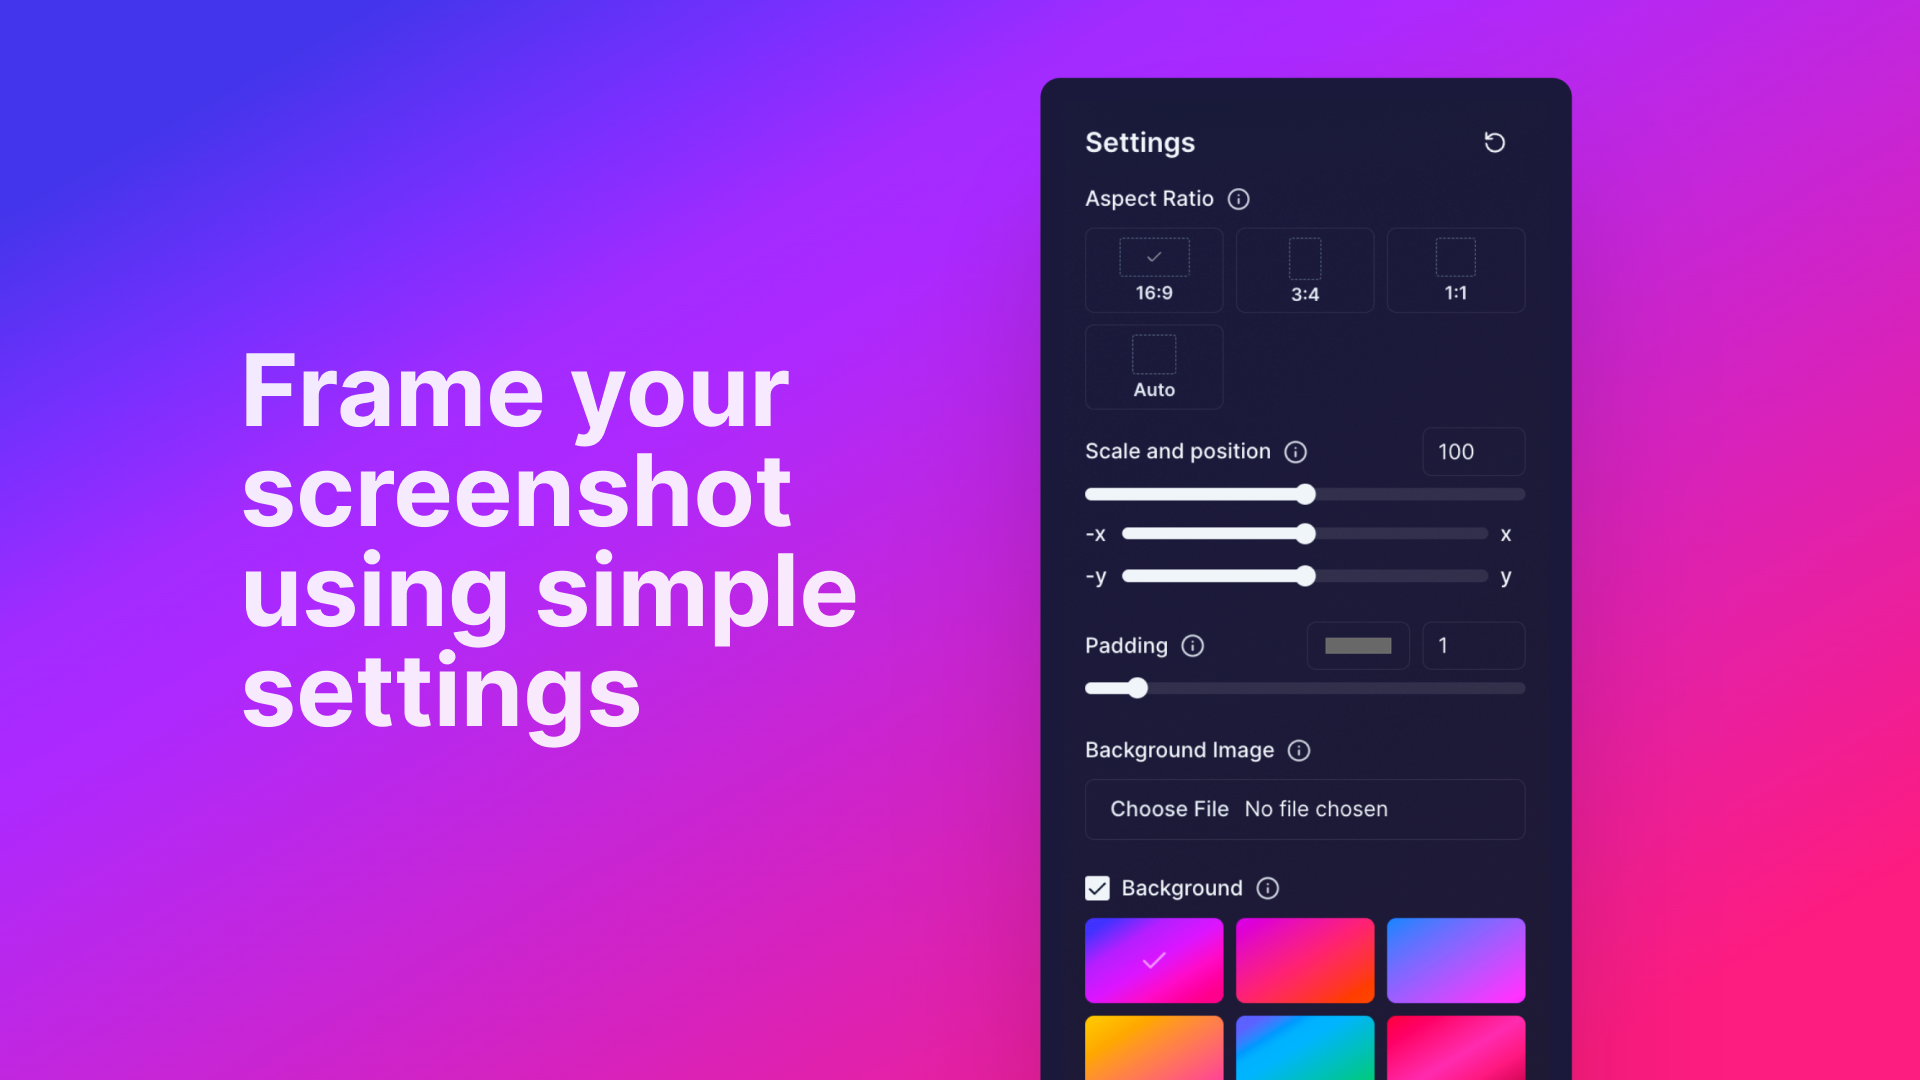 Frame your
screenshot
using simple
settings
Settings
Aspect Ratio
16:9
3:4
1:1
Auto
Scale and position
100
-x
x
-y
y
Padding
1
Background Image
Choose File No file chosen
Background